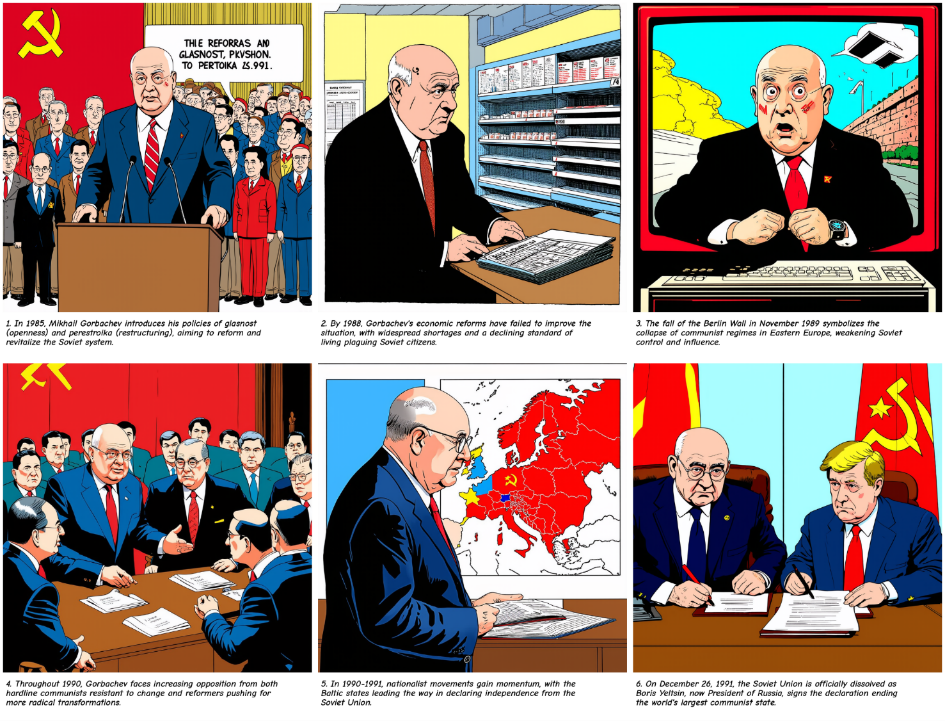 THIE REFORRAS AND
GLASNOST, PKVSHON.
TO PERTOIKA ZS.991.
1. In 1985, Mikhail Gorbachev introduces his policies of glasnost
(openness) and perestroika (restructuring), aiming to reform and
revitalize the Soviet system.
2. By 1988, Gorbachev's economic reforms have failed to improve the
situation, with widespread shortages and a declining standard of
living plaguing Soviet citizens.
3. The fall of the Berlin Wall in November 1989 symbolizes the
collapse of communist regimes in Eastern Europe, weakening Soviet
control and influence.
4. Throughout 1990, Gorbachev faces increasing opposition from both
hardline communists resistant to change and reformers pushing for
more radical transformations.
5. In 1990-1991, nationalist movements gain momentum, with the
Baltic states leading the way in declaring independence from the
Soviet Union.
6. On December 26, 1991, the Soviet Union is officially dissolved as
Boris Yeltsin, now President of Russia, signs the declaration ending
the world's largest communist state.